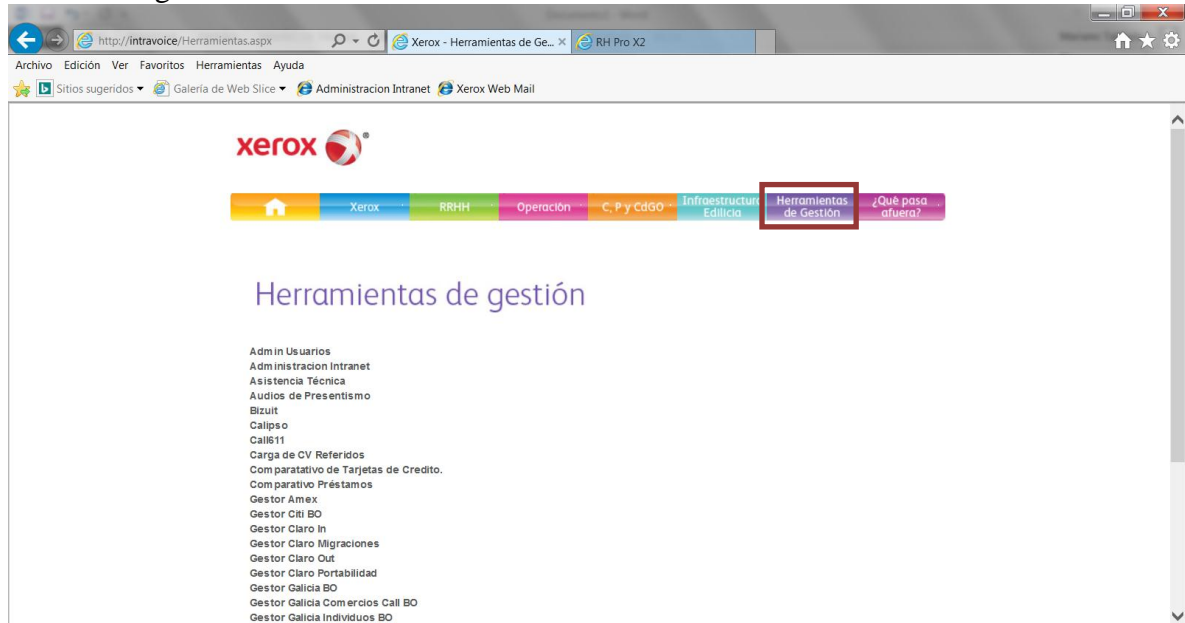 http://intravoice/Herramientas.aspx
Xerox - Herramientas de Ge...
RH Pro X2
Archivo Edición Ver Favoritos Herramientas Ayuda
Sitios sugeridos
Galería de Web Slice
Administracion Intranet
Xerox Web Mail
xerox
Xerox
RRHH
Operación
C, P y CdGO
Infraestructura
Edilicia
Herramientas
de Gestión
¿Qué pasa
afuera?
Herramientas de gestión
Admin Usuarios
Administracion Intranet
Asistencia Técnica
Audios de Presentismo
Bizuit
Calipso
Call611
Carga de CV Referidos
Comparatativo de Tarjetas de Credito.
Comparativo Préstamos
Gestor Amex
Gestor Citi BO
Gestor Claro In
Gestor Claro Migraciones
Gestor Claro Out
Gestor Claro Portabilidad
Gestor Galicia BO
Gestor Galicia Comercios Call BO
Gestor Galicia Individuos BO